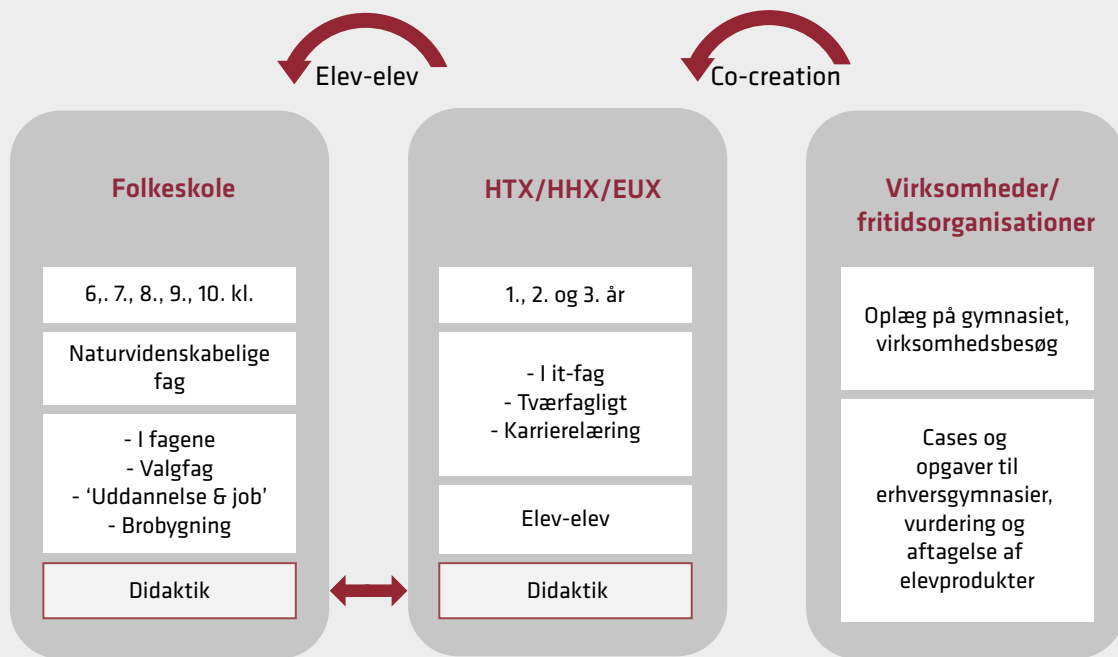 Elev-elev
Co-creation
Folkeskole
6,. 7., 8., 9., 10. kl.
Naturvidenskabelige
fag
- I fagene
- Valgfag
- ‘Uddannelse & job’
- Brobygning
Didaktik
HTX/HHX/EUX
1., 2. og 3. år
- I it-fag
- Tværfagligt
- Karrierelæring
Elev-elev
Didaktik
Virksomheder/
fritidsorganisationer
Oplæg på gymnasiet,
virksomhedsbesøg
Cases og
opgaver til
erhversgymnasier,
vurdering og
aftagelse af
elevprodukter